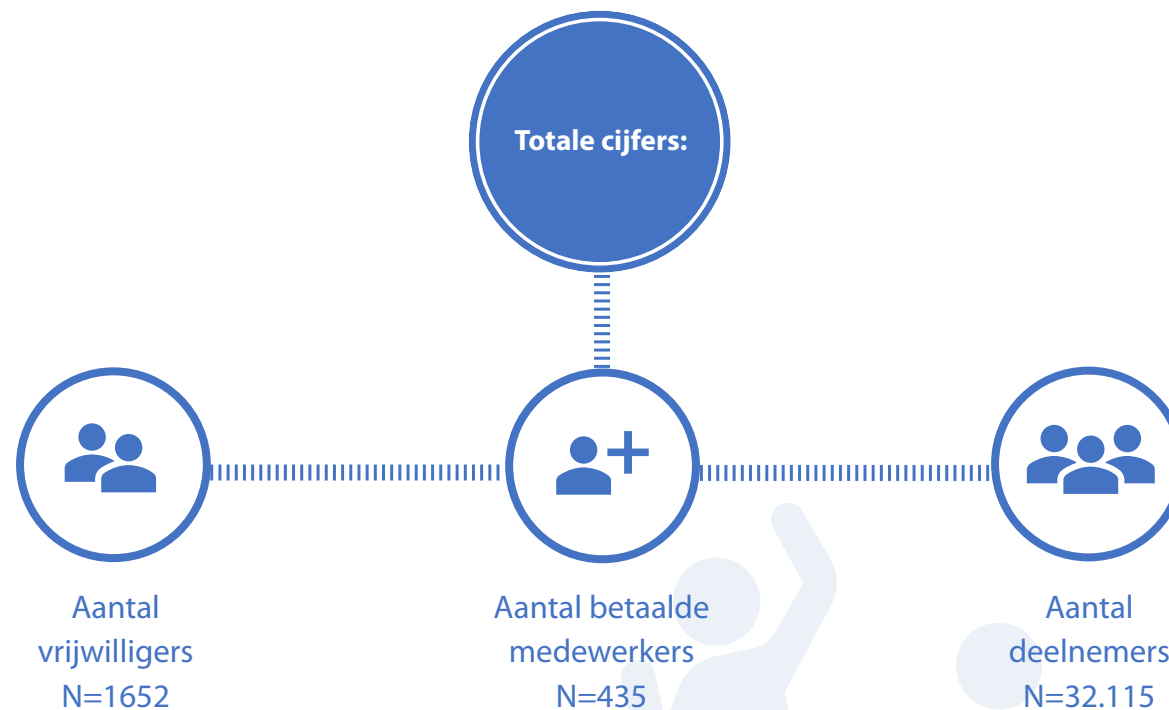 Totale cijfers:
Aantal
vrijwilligers
N=1652
Aantal betaalde
medewerkers
N=435
Aantal
deelnemers
N=32.115